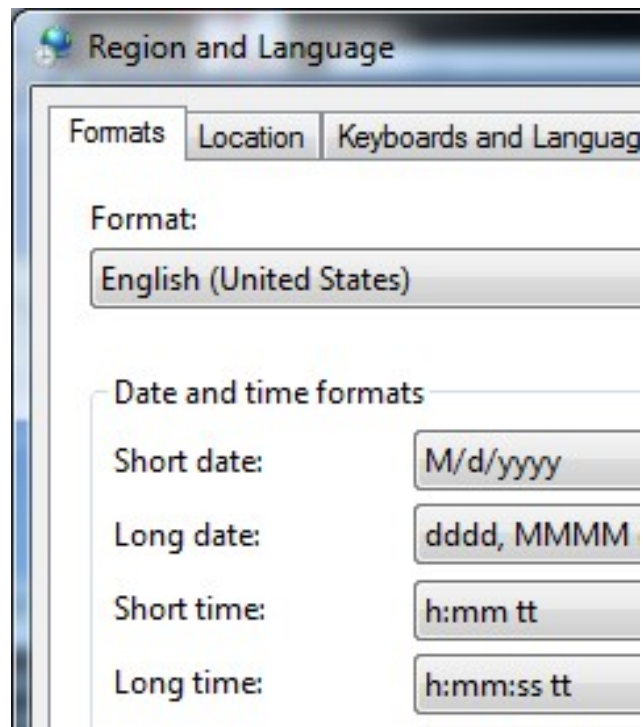 Region and Language
Formats Location Keyboards and Languag
Format:
English (United States)
Date and time formats
Short date: M/d/yyyy
Long date: dddd, MMMM
Short time: h:mm tt
Long time: h:mm:ss tt